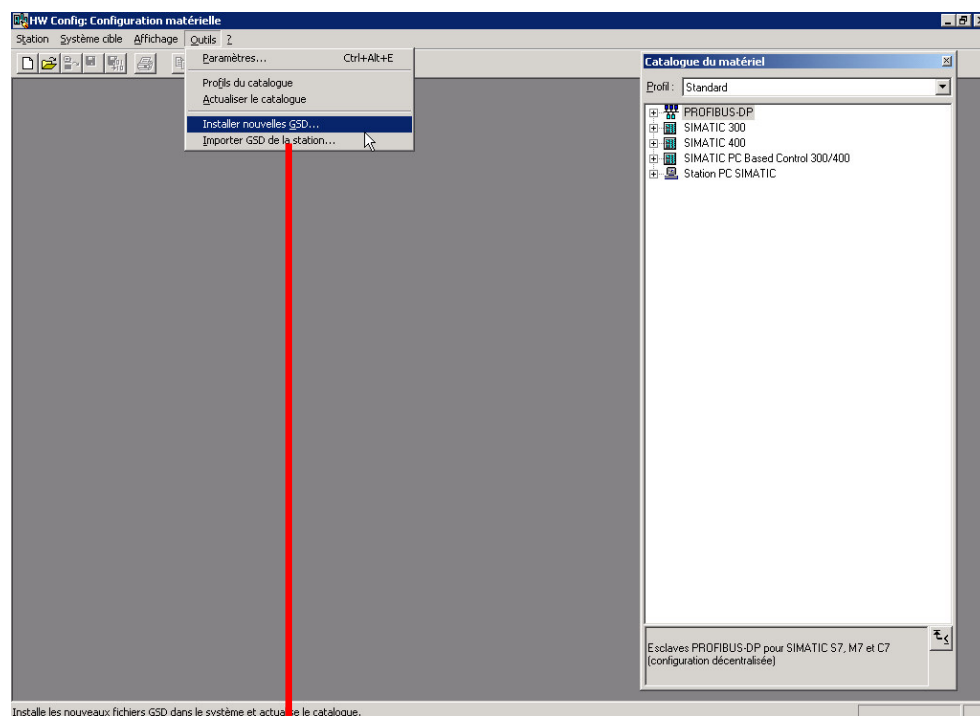 HW Config: Configuration matérielle
Station Système cible Affichage Outils ?
Paramètres... Ctrl+Alt+E
Profils du catalogue
Actualiser le catalogue
Installer nouvelles GSD...
Importer GSD de la station...
Catalogue du matériel
Profil : Standard
PROFIBUS-DP
SIMATIC 300
SIMATIC 400
SIMATIC PC Based Control 300/400
Station PC SIMATIC
Esclaves PROFIBUS-DP pour SIMATIC S7, M7 et C7
(configuration décentralisée)
Installe les nouveaux fichiers GSD dans le système et actualise le catalogue.